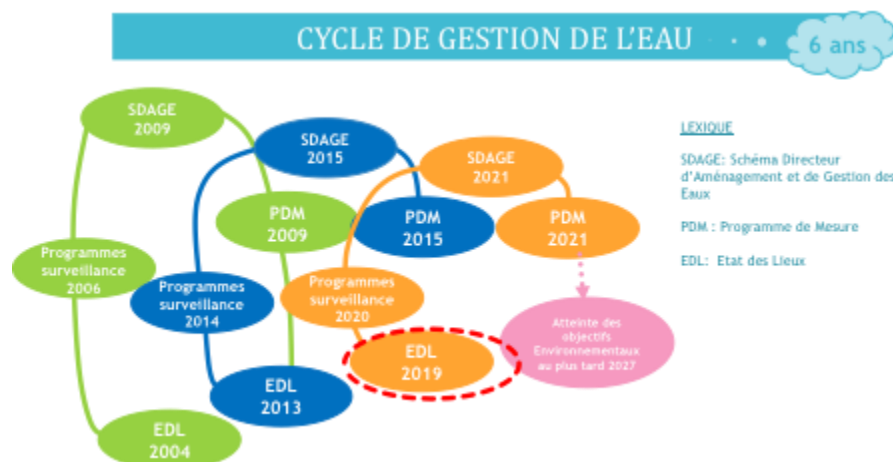 CYCLE DE GESTION DE L'EAU
6 ans
SDAGE
2009
SDAGE
2015
SDAGE
2021
PDM
2009
PDM
2015
PDM
2021
Programmes
surveillance
2006
Programmes
surveillance
2014
Programmes
surveillance
2020
EDL
2004
EDL
2013
EDL
2019
Atteinte des
objectifs
Environnementaux
au plus tard 2027
LEXIQUE
SDAGE: Schéma Directeur
d'Aménagement et de Gestion des
Eaux
PDM : Programme de Mesure
EDL: Etat des Lieux